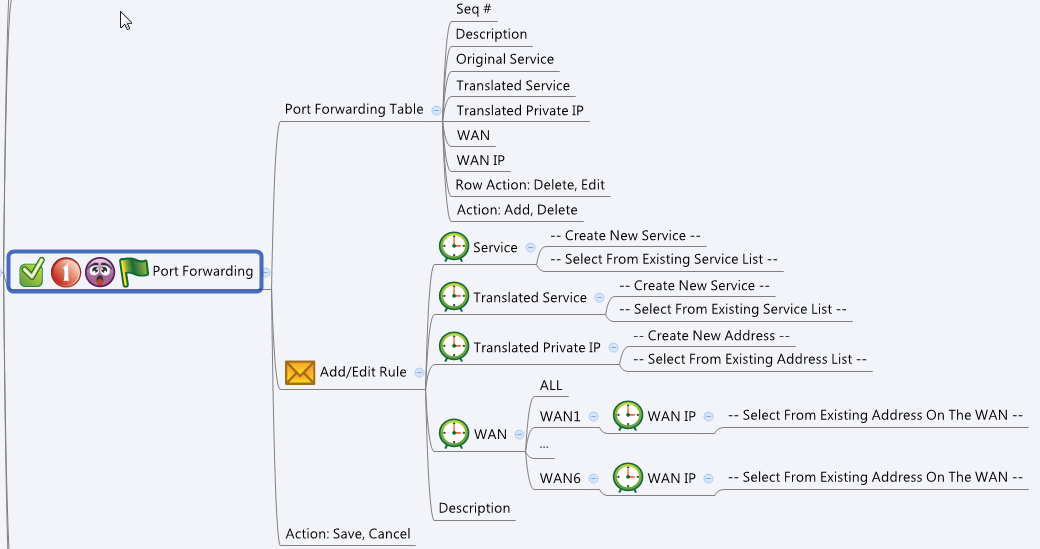 Port Forwarding
Port Forwarding Table
Seq #
Description
Original Service
Translated Service
Translated Private IP
WAN
WAN IP
Row Action: Delete, Edit
Action: Add, Delete
Add/Edit Rule
Service
-- Create New Service --
-- Select From Existing Service List --
Translated Service
-- Create New Service --
-- Select From Existing Service List --
Translated Private IP
-- Create New Address --
-- Select From Existing Address List --
WAN
ALL
WAN1
WAN IP
-- Select From Existing Address On The WAN --
...
WAN6
WAN IP
-- Select From Existing Address On The WAN --
Description
Action: Save, Cancel
1